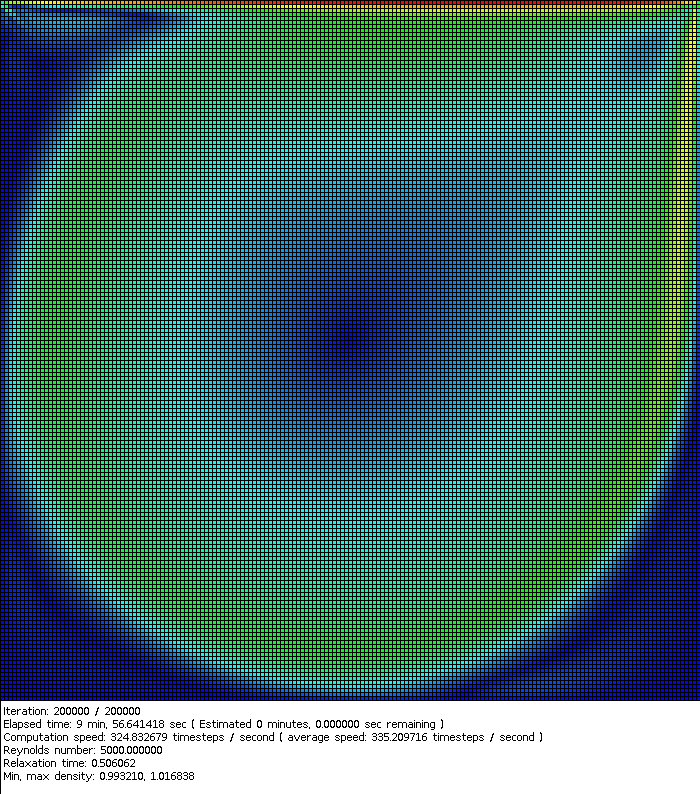 Iteration: 200000 / 200000
Elapsed time: 9 min, 56.641418 sec ( Estimated 0 minutes, 0.000000 sec remaining )
Computation speed: 324.832679 timesteps / second ( average speed: 335.209716 timesteps / second )
Reynolds number: 5000.000000
Relaxation time: 0.506062
Min, max density: 0.993210, 1.016838